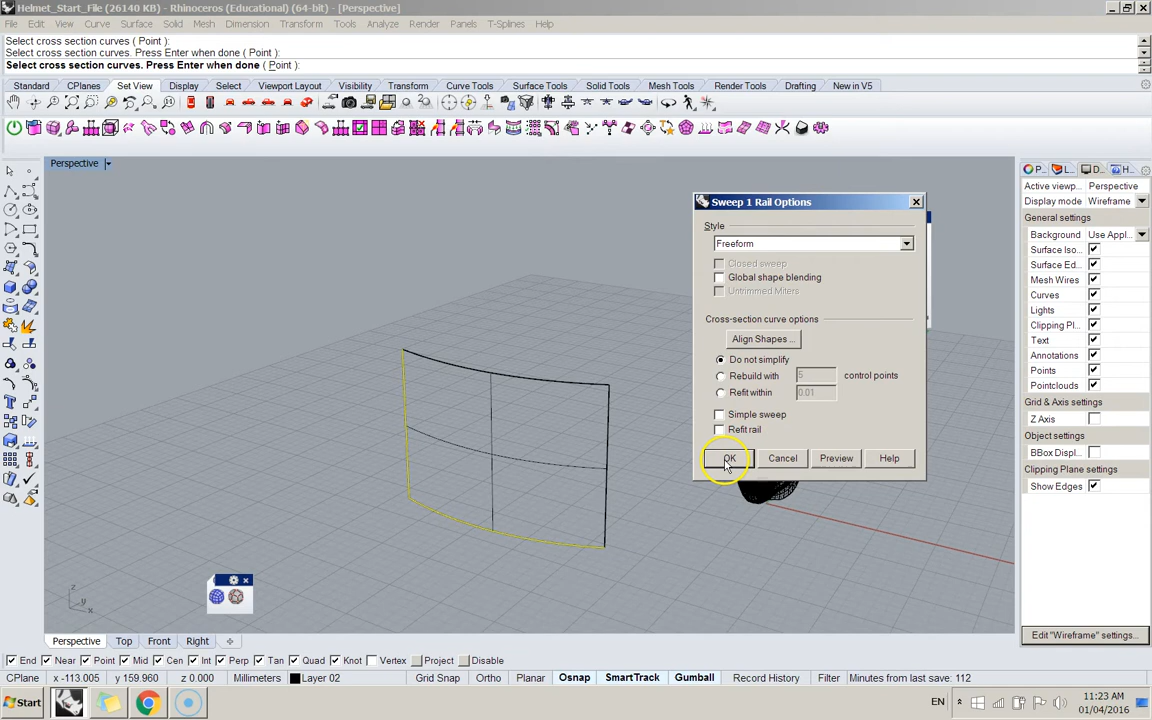 Helmet_Start_File (26140 KB) - Rhinoceros (Educational) (64-bit) - [Perspective]
File Edit View Curve Surface Solid Mesh Dimension Transform Tools Analyze Render Panels T-Splines Help
Select cross section curves ( Point ):
Select cross section curves. Press Enter when done ( Point ):
Select cross section curves. Press Enter when done ( Point ):
Standard CPlanes Set View Display Select Viewport Layout Visibility Transform Curve Tools Surface Tools Solid Tools Mesh Tools Render Tools Drafting New in V5
Perspective
Sweep 1 Rail Options
Style
Freeform
Closed sweep
Global shape blending
Untrimmed Miters
Cross-section curve options
Align Shapes ...
Do not simplify
Rebuild with 5 control points
Refit within 0.01
Simple sweep
Refit rail
OK Cancel Preview Help
P... L... D... H...
Active viewp... Perspective
Display mode Wireframe
General settings
Background Use Appl...
Surface Iso...
Surface Ed...
Mesh Wires
Curves
Lights
Clipping Pl...
Text
Annotations
Points
Pointclouds
Grid & Axis settings
Z Axis
Object settings
BBox Displ...
Clipping Plane settings
Show Edges
Edit "Wireframe" settings...
z
y
x
Perspective Top Front Right
End Near Point Mid Cen Int Perp Tan Quad Knot Vertex Project Disable
CPlane x -113.005 y 159.960 z 0.000 Millimeters Layer 02 Grid Snap Ortho Planar Osnap SmartTrack Gumball Record History Filter Minutes from last save: 112
Start
EN
11:23 AM
01/04/2016